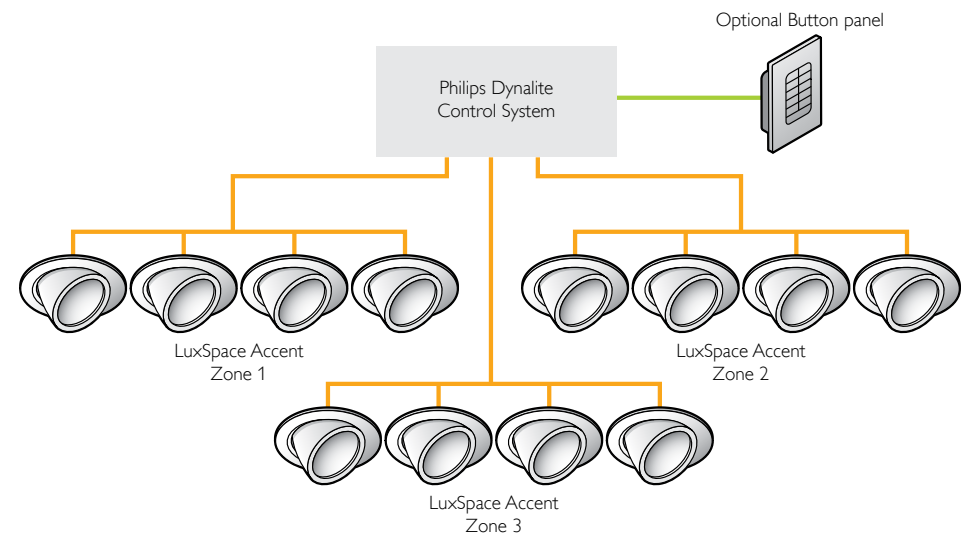 Optional Button panel
Philips Dynalite
Control System
LuxSpace Accent
Zone 1
LuxSpace Accent
Zone 2
LuxSpace Accent
Zone 3